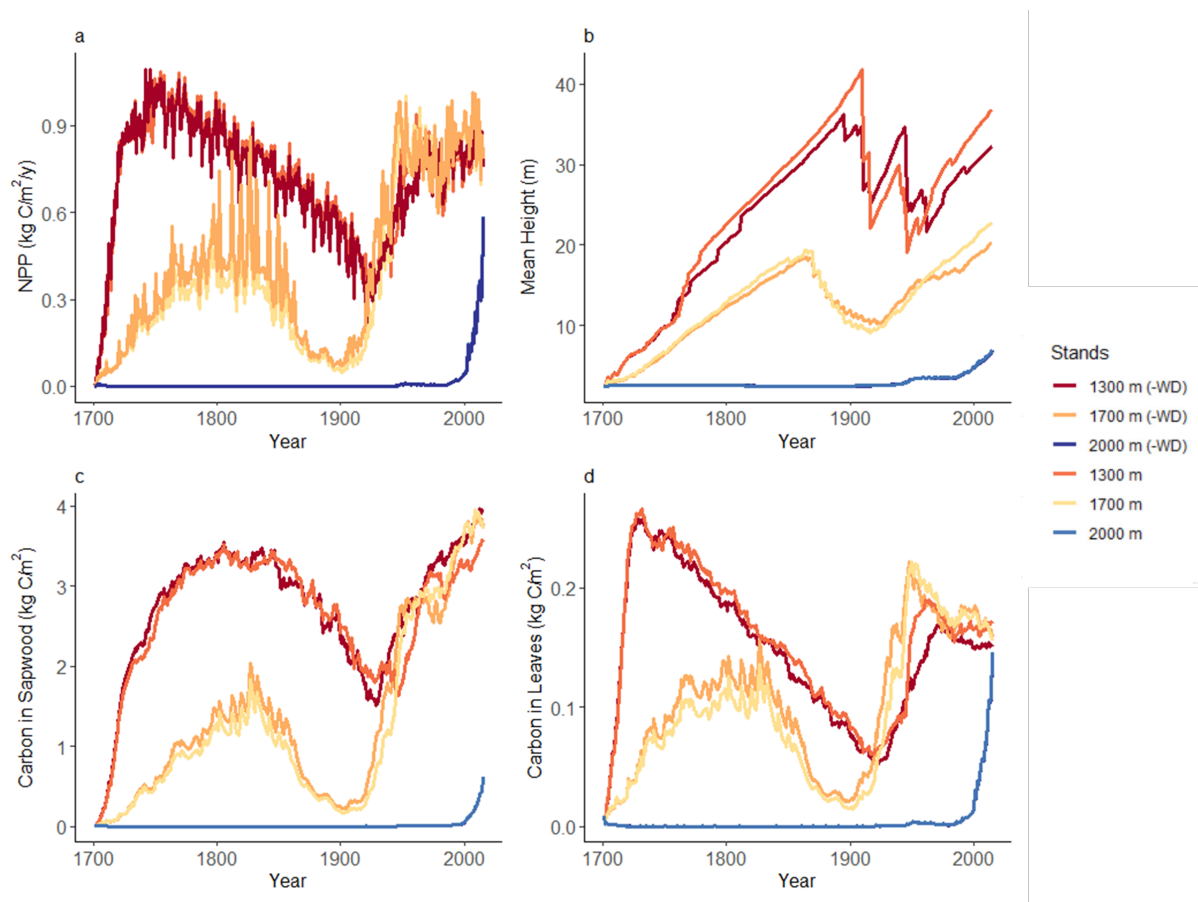 a
NPP (kg C/m²/y)
0.9
0.6
0.3
0.0
1700 1800 1900 2000
Year
b
Mean Height (m)
40
30
20
10
1700 1800 1900 2000
Year
c
Carbon in Sapwood (kg C/m²)
4
3
2
1
0
1700 1800 1900 2000
Year
d
Carbon in Leaves (kg C/m²)
0.2
0.1
0.0
1700 1800 1900 2000
Year
Stands
1300 m (-WD)
1700 m (-WD)
2000 m (-WD)
1300 m
1700 m
2000 m